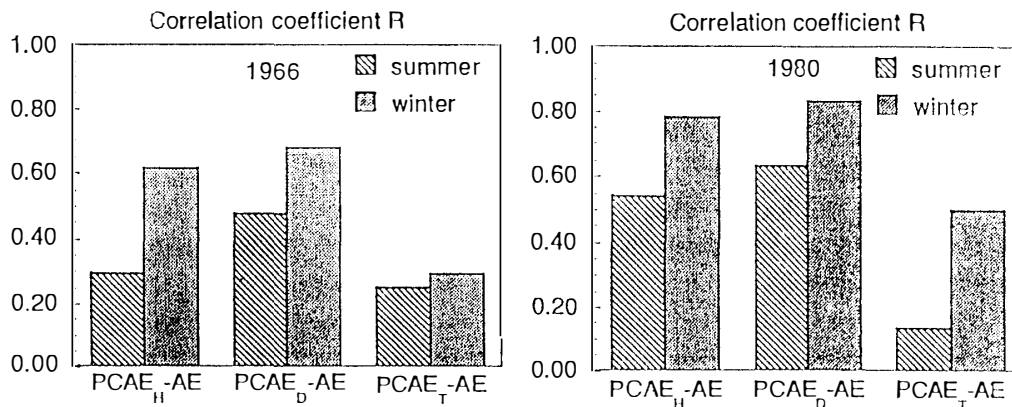 Correlation coefficient R
1.00
0.80
0.60
0.40
0.20
0.00
1966
summer
winter
PCAE_H-AE PCAE_D-AE PCAE_T-AE
Correlation coefficient R
1.00
0.80
0.60
0.40
0.20
0.00
1980
summer
winter
PCAE_H-AE PCAE_D-AE PCAE_T-AE